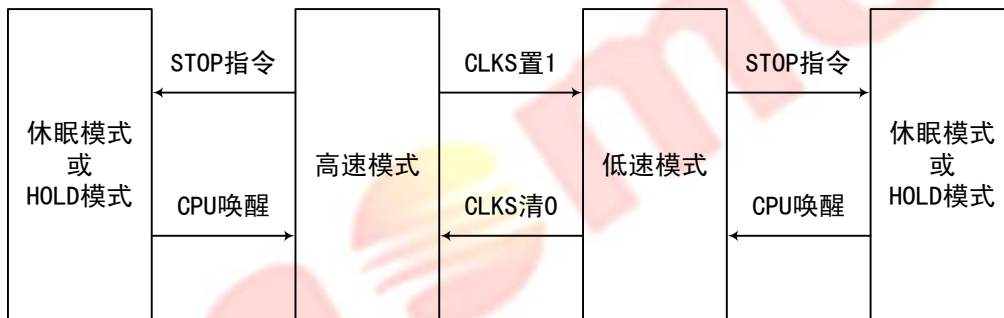 STOP指令
CLKS置1
STOP指令
休眠模式
或
HOLD模式
高速模式
低速模式
休眠模式
或
HOLD模式
CPU唤醒
CLKS清0
CPU唤醒